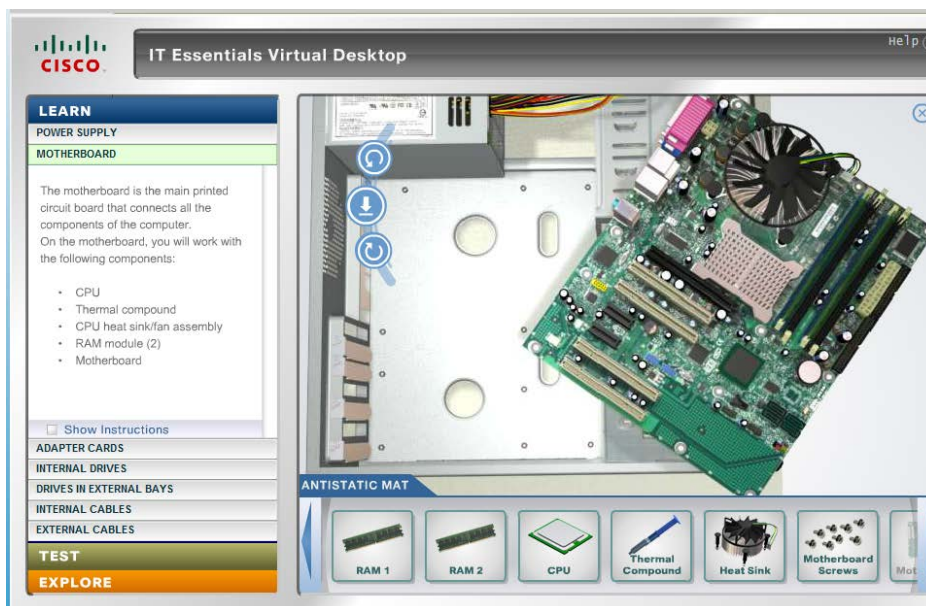 CISCO
IT Essentials Virtual Desktop
Help
LEARN
POWER SUPPLY
MOTHERBOARD
The motherboard is the main printed
circuit board that connects all the
components of the computer.
On the motherboard, you will work with
the following components:
• CPU
• Thermal compound
• CPU heat sink/fan assembly
• RAM module (2)
• Motherboard
Show Instructions
ADAPTER CARDS
INTERNAL DRIVES
DRIVES IN EXTERNAL BAYS
INTERNAL CABLES
EXTERNAL CABLES
TEST
EXPLORE
ANTISTATIC MAT
RAM 1
RAM 2
CPU
Thermal
Compound
Heat Sink
Motherboard
Screws
Mot